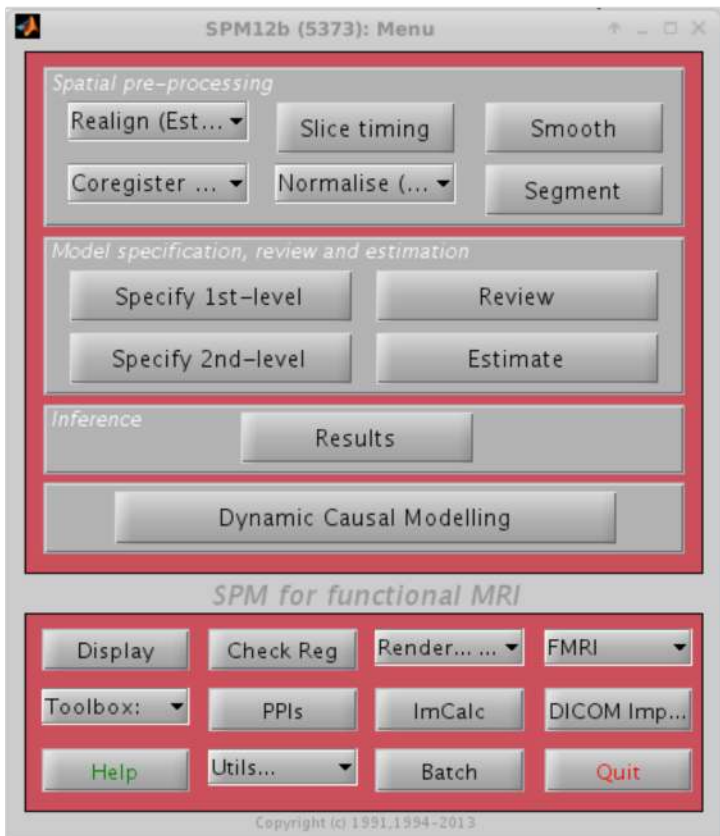 SPM12b (5373): Menu
Spatial pre-processing
Realign (Est... Slice timing Smooth
Coregister ... Normalise (... Segment
Model specification, review and estimation
Specify 1st-level Review
Specify 2nd-level Estimate
Inference
Results
Dynamic Causal Modelling
SPM for functional MRI
Display Check Reg Render... ... FMRI
Toolbox: PPIs ImCalc DICOM Imp...
Help Utils... Batch Quit
Copyright (c) 1991,1994-2013